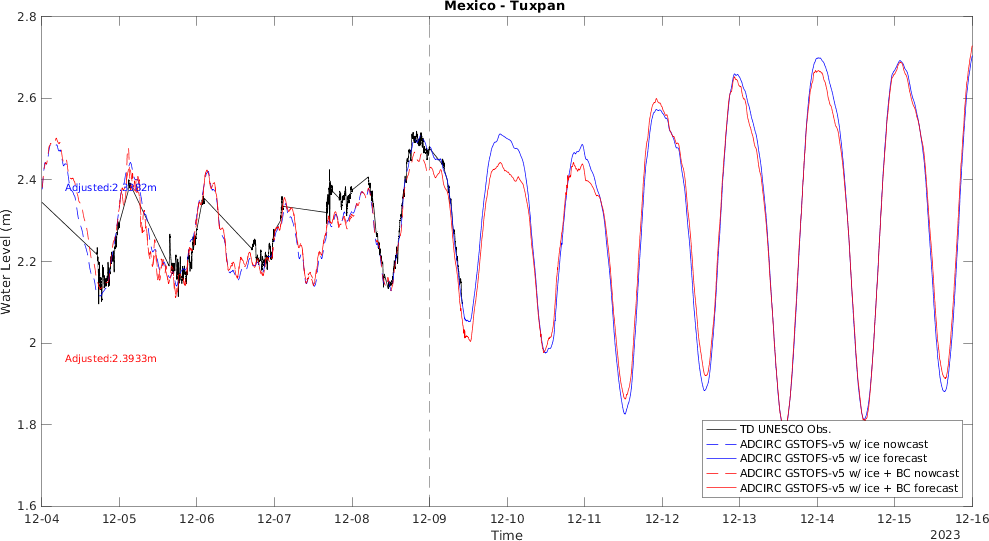 Mexico - Tuxpan
2.8
2.6
2.4
2.2
2
1.8
1.6
Water Level (m)
Adjusted:2.3982m
Adjusted:2.3933m
TD UNESCO Obs.
ADCIRC GSTOFS-v5 w/ ice nowcast
ADCIRC GSTOFS-v5 w/ ice forecast
ADCIRC GSTOFS-v5 w/ ice + BC nowcast
ADCIRC GSTOFS-v5 w/ ice + BC forecast
12-04 12-05 12-06 12-07 12-08 12-09 12-10 12-11 12-12 12-13 12-14 12-15 12-16
Time
2023